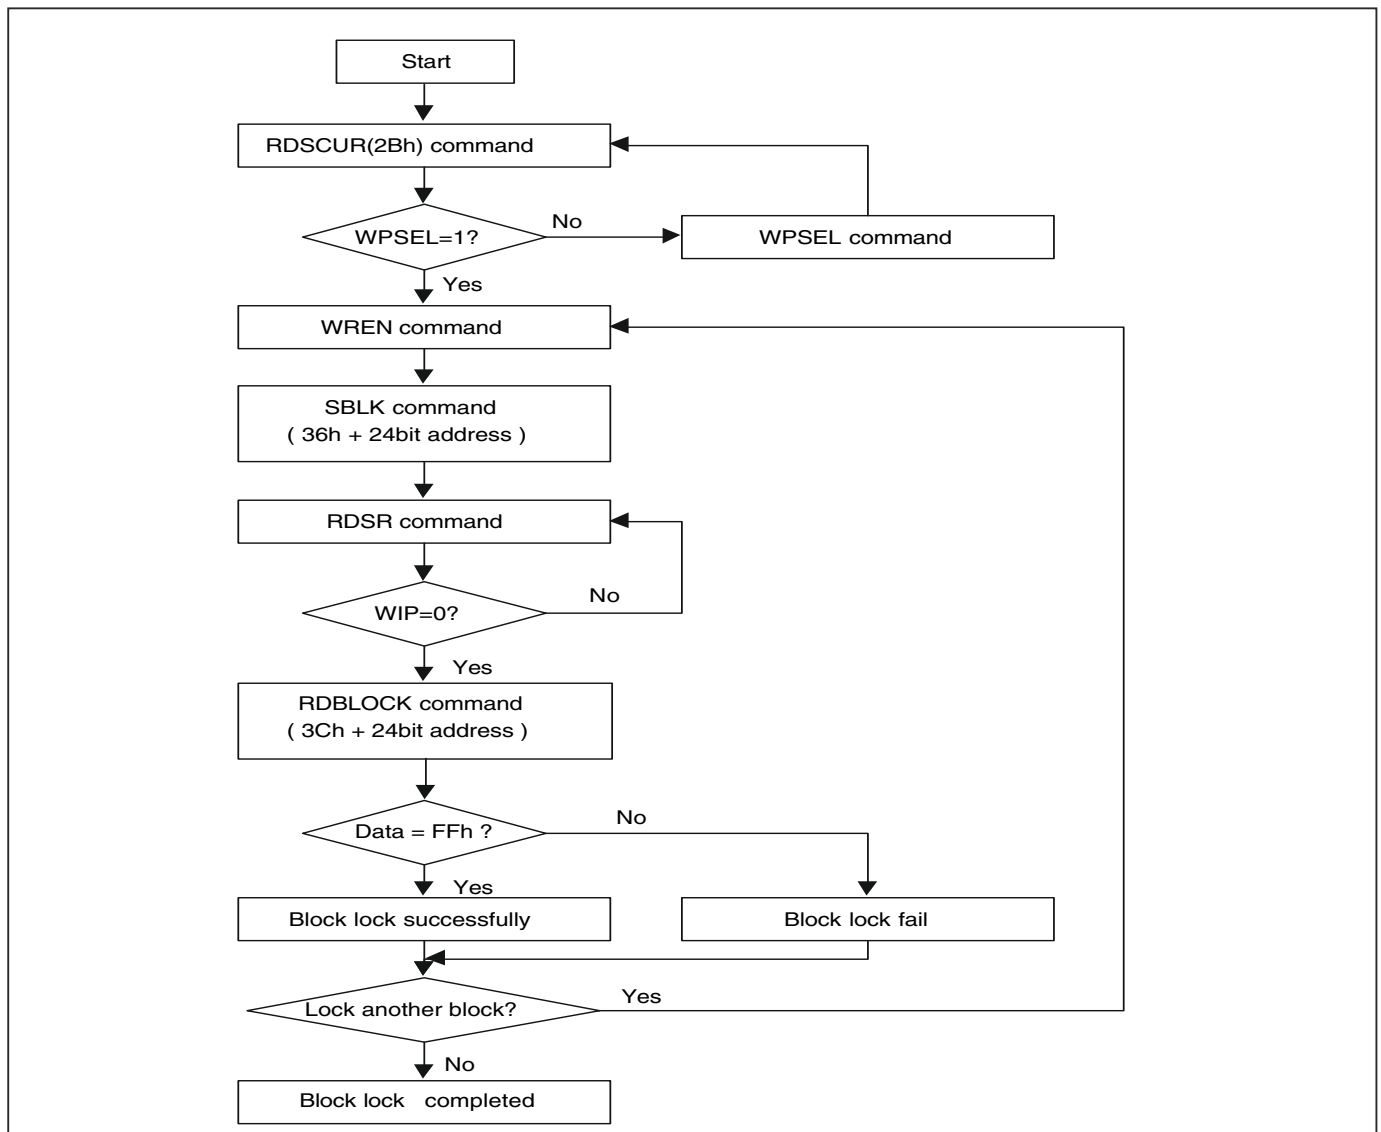 Start
RDSCUR(2Bh) command
WPSEL=1?
No
WPSEL command
Yes
WREN command
SBLK command
( 36h + 24bit address )
RDSR command
WIP=0?
No
Yes
RDBLOCK command
( 3Ch + 24bit address )
Data = FFh ?
No
Yes
Block lock successfully
Block lock fail
Lock another block?
Yes
No
Block lock completed